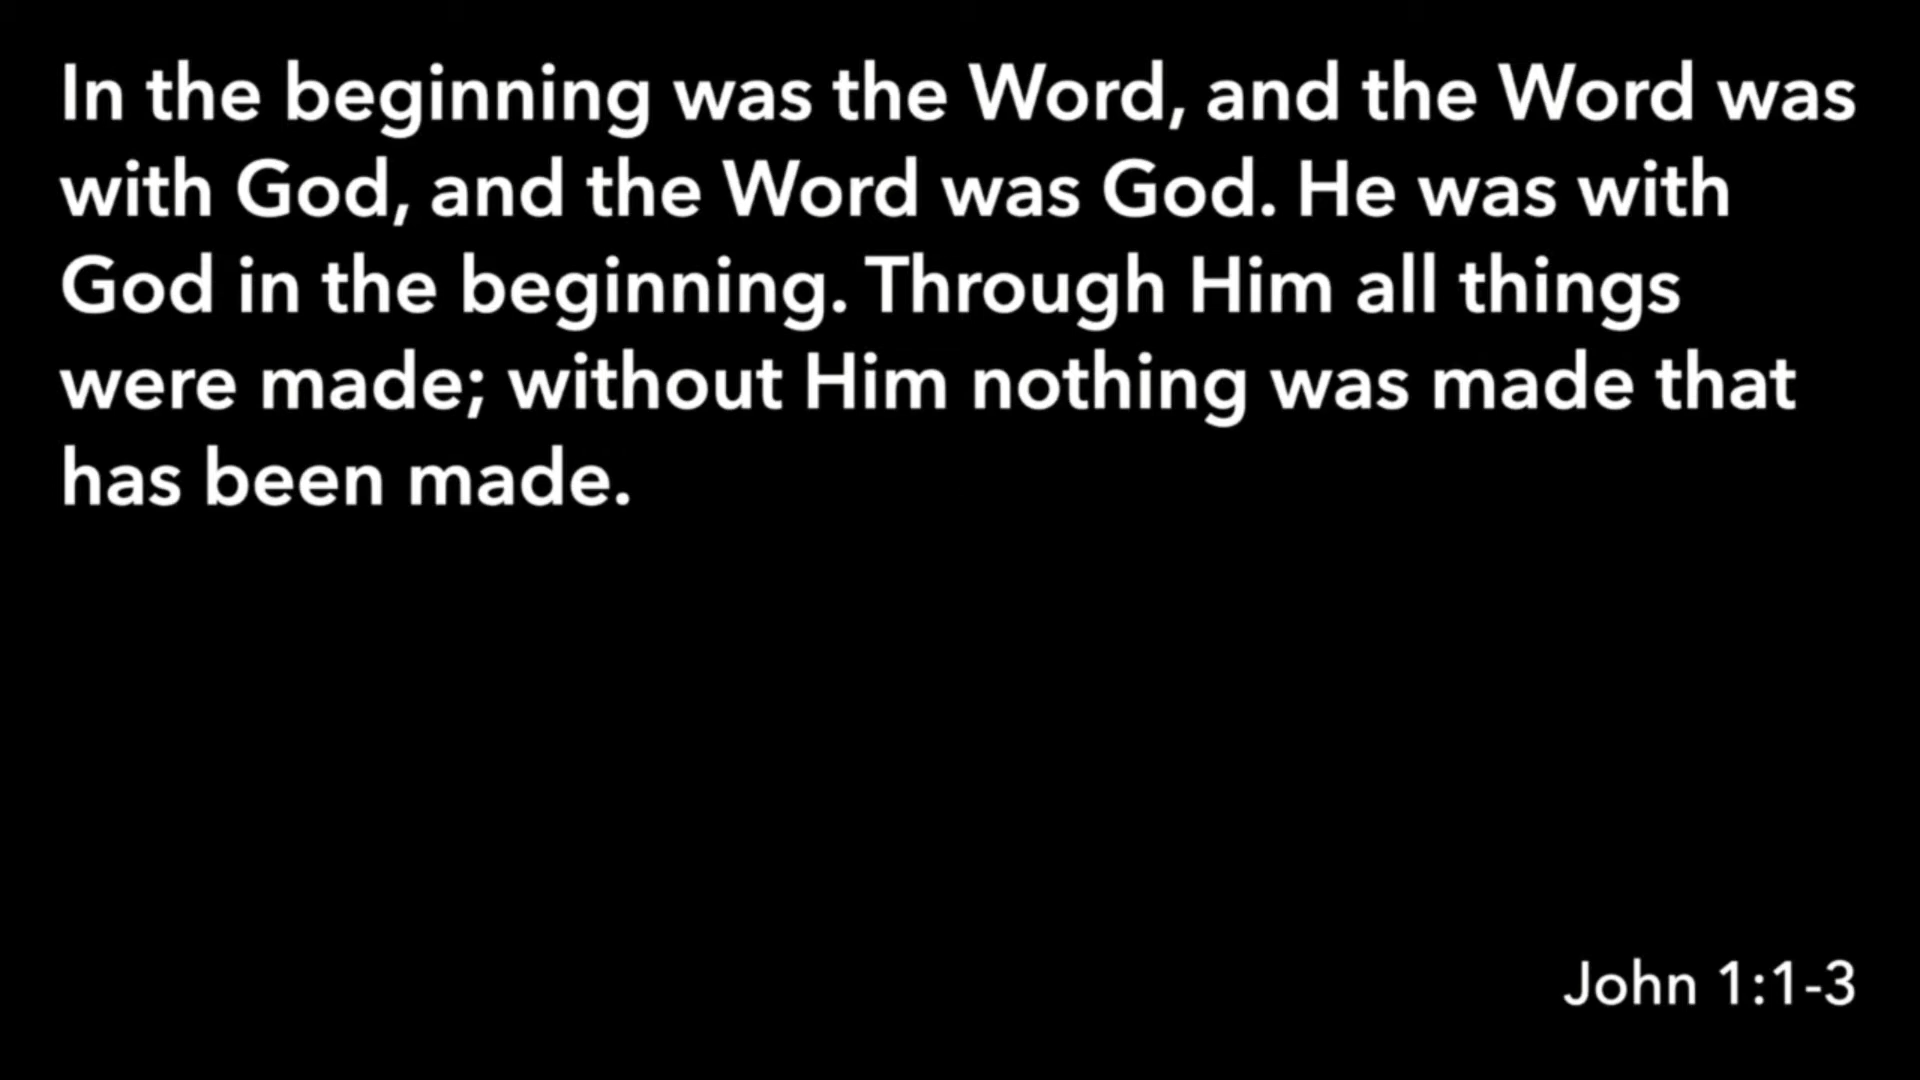 In the beginning was the Word, and the Word was
with God, and the Word was God. He was with
God in the beginning. Through Him all things
were made; without Him nothing was made that
has been made.
John 1:1-3